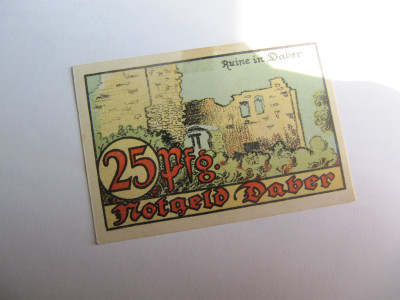 Ruine in Daber
25 Pfg.
Notgeld Daber